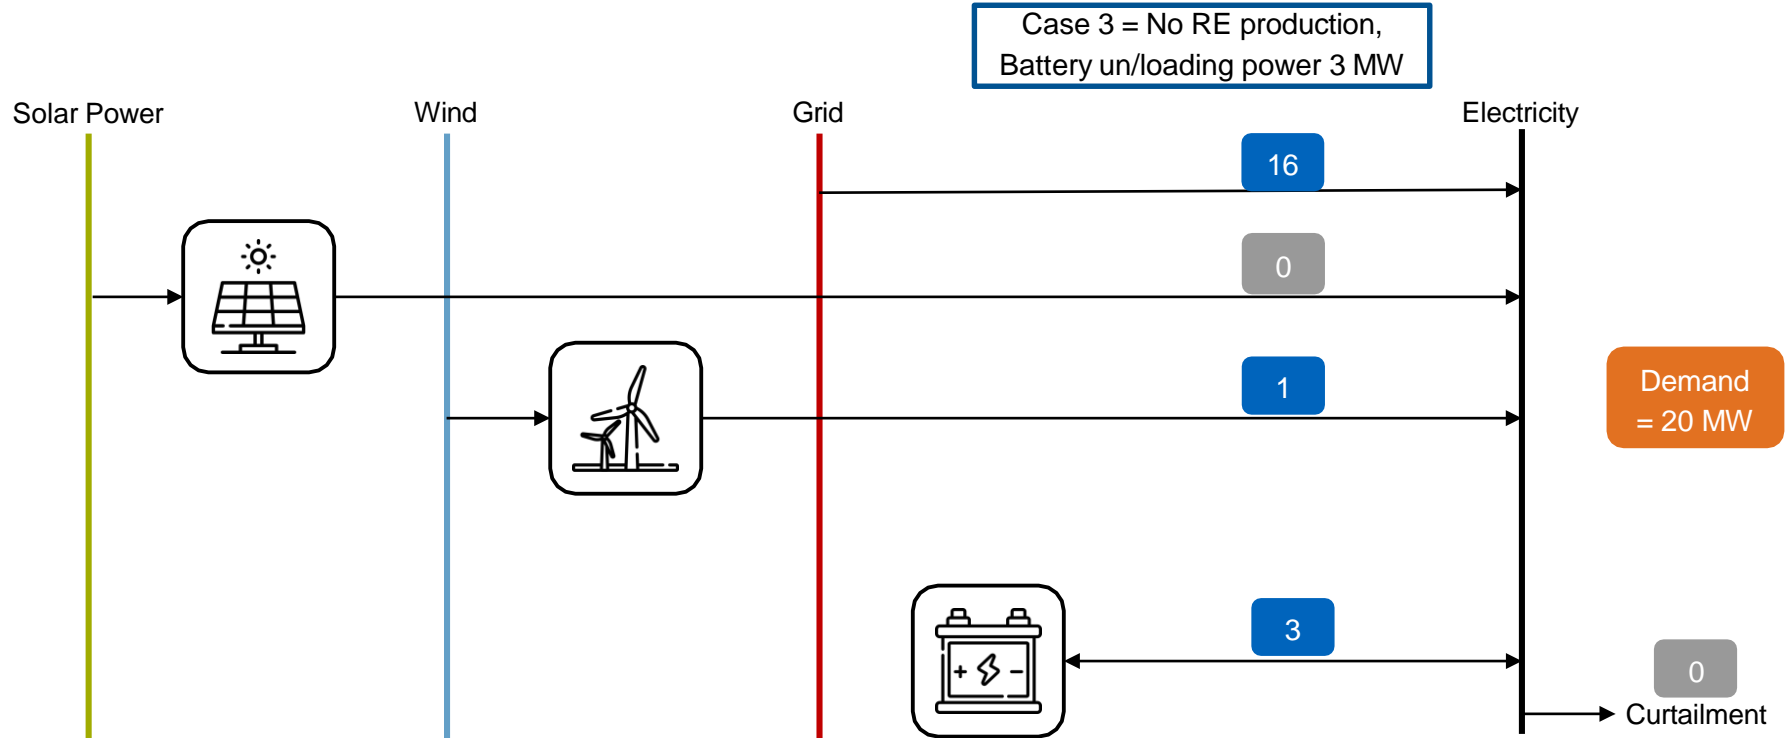 Case 3 = No RE production,
Battery un/loading power 3 MW
Solar Power
Wind
Grid
Electricity
16
0
1
Demand
= 20 MW
3
0
Curtailment